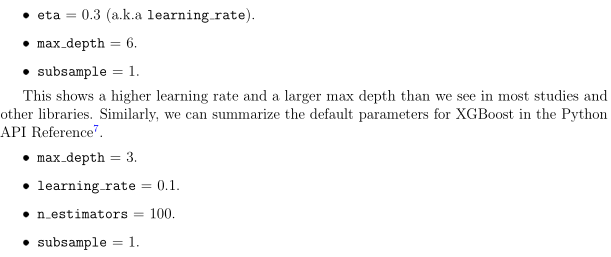 • eta = 0.3 (a.k.a learning_rate).
• max_depth = 6.
• subsample = 1.
This shows a higher learning rate and a larger max depth than we see in most studies and
other libraries. Similarly, we can summarize the default parameters for XGBoost in the Python
API Reference7.
• max_depth = 3.
• learning_rate = 0.1.
• n_estimators = 100.
• subsample = 1.